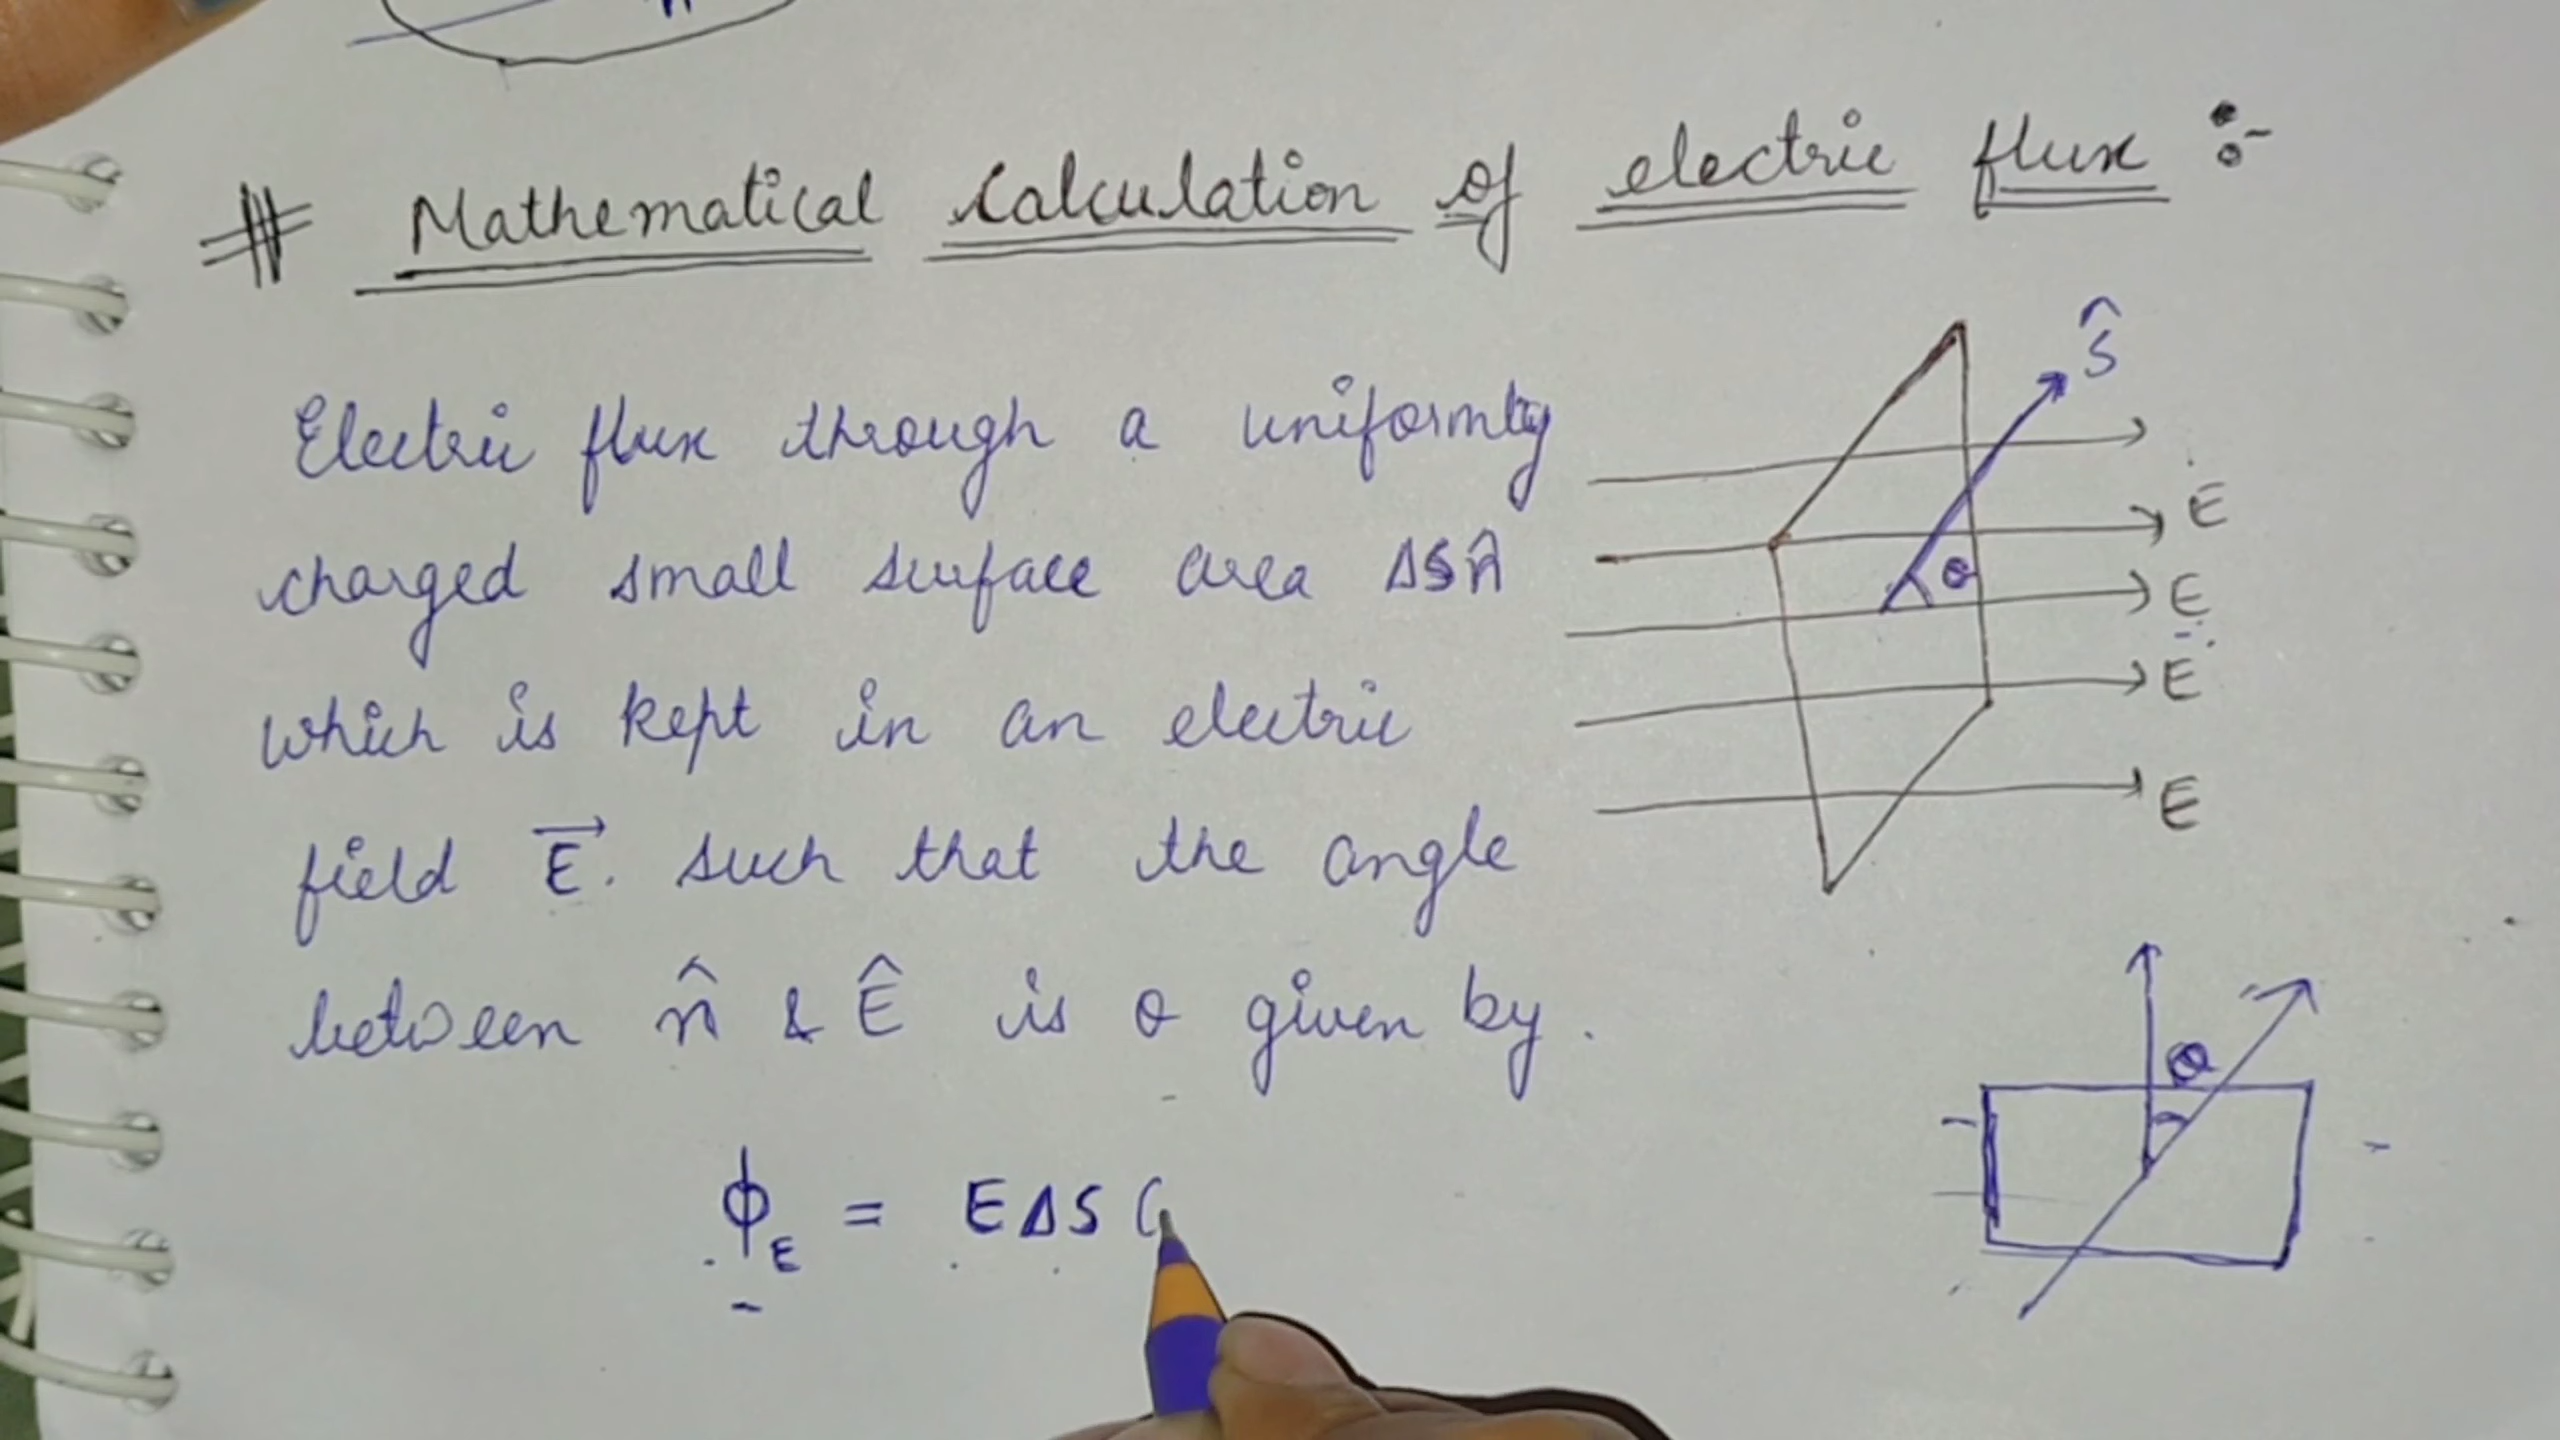 n
# Mathematical Calculation of electric flux :-
Ŝ
Electric flux through a uniformly
E
charged small surface area ΔSn̂
E
which is kept in an electric
E
field E⃗. such that the angle
E
between n̂ & Ê is θ given by.
θ
θ
ϕE = EΔS C